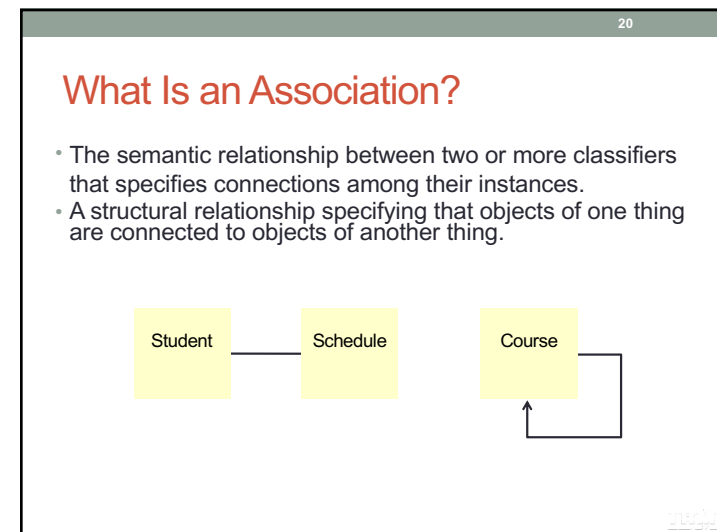 20
What Is an Association?
• The semantic relationship between two or more classifiers
that specifies connections among their instances.
• A structural relationship specifying that objects of one thing
are connected to objects of another thing.
Student Schedule Course